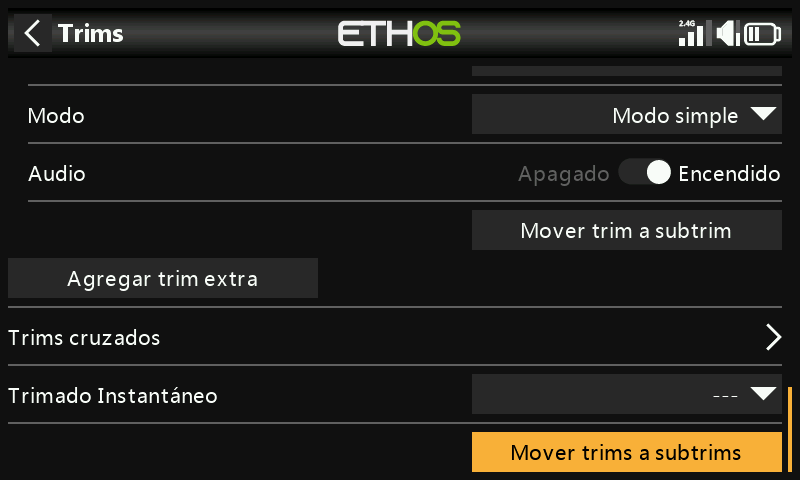 Trims
ETHOS
2.4G
Modo
Modo simple
Audio
Apagado
Encendido
Mover trim a subtrim
Agregar trim extra
Trims cruzados
Trimado Instantáneo
---
Mover trims a subtrims